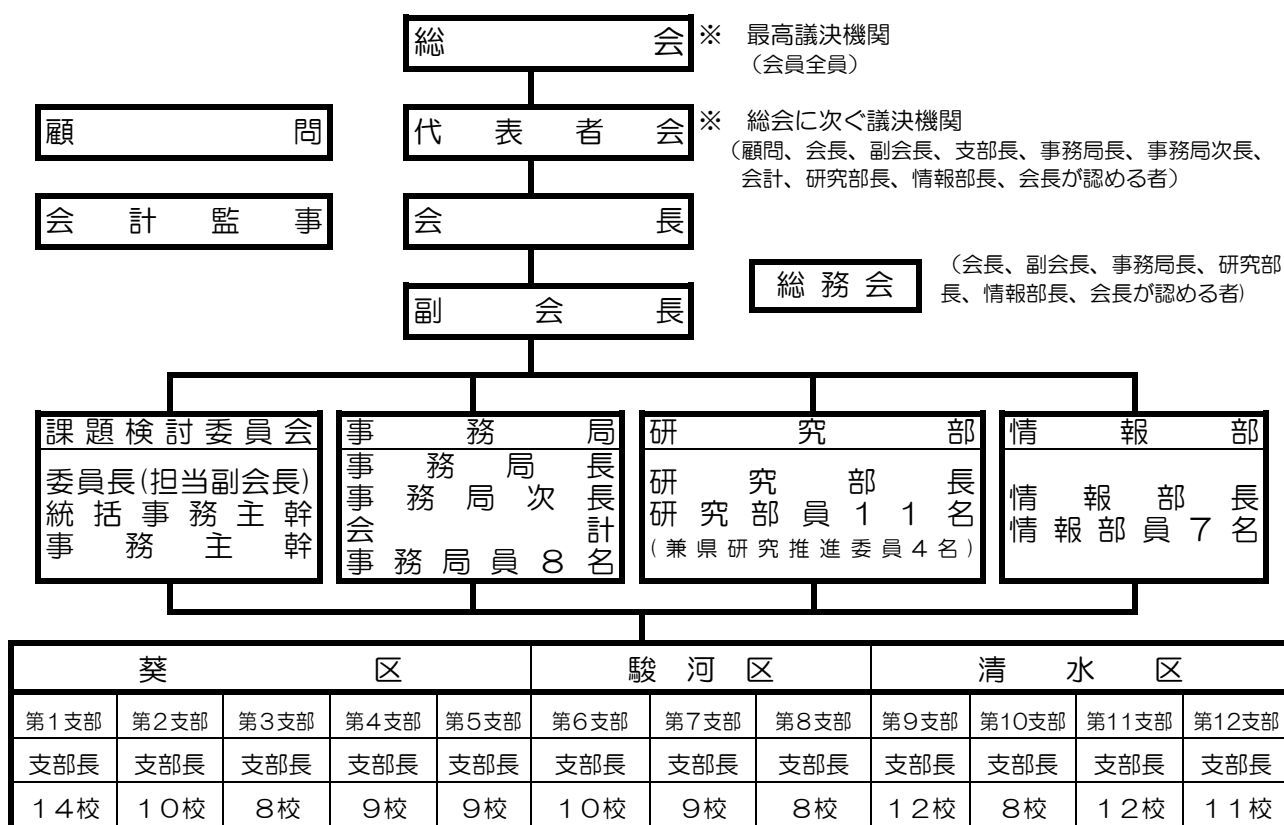 総会 ※ 最高議決機関
（会員全員）
顧問 代表者会 ※ 総会に次ぐ議決機関
（顧問、会長、副会長、支部長、事務局長、事務局次長、
会計、研究部長、情報部長、会長が認める者）
会計監事 会長
総務会 （会長、副会長、事務局長、研究部
長、情報部長、会長が認める者)
副会長
課題検討委員会
委員長(担当副会長)
統括事務主幹
事務主幹
事務局
事務局長
事務局次長
会計
事務局員８名
研究部
研究部長
研究部員１１名
(兼県研究推進委員４名)
情報部
情報部長
情報部員７名
葵区 駿河区 清水区
第1支部 第2支部 第3支部 第4支部 第5支部 第6支部 第7支部 第8支部 第9支部 第10支部 第11支部 第12支部
支部長 支部長 支部長 支部長 支部長 支部長 支部長 支部長 支部長 支部長 支部長 支部長
１４校 １０校 ８校 ９校 ９校 １０校 ９校 ８校 １２校 ８校 １２校 １１校